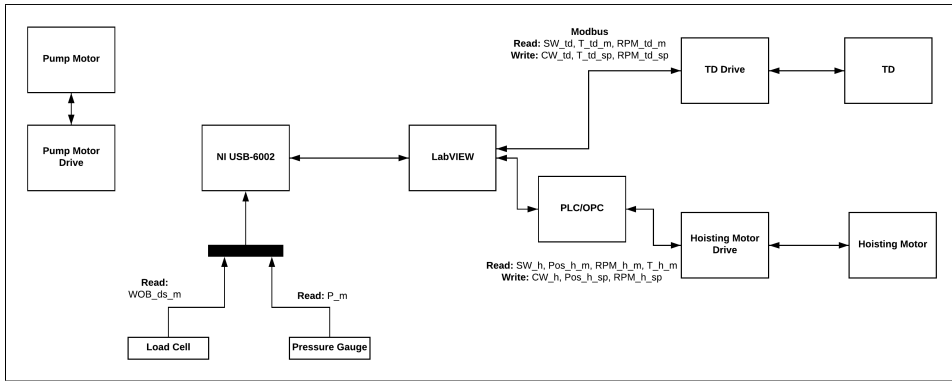 Pump Motor
Pump Motor
Drive
NI USB-6002
LabVIEW
Modbus
Read: SW_td, T_td_m, RPM_td_m
Write: CW_td, T_td_sp, RPM_td_sp
TD Drive
TD
PLC/OPC
Hoisting Motor
Drive
Hoisting Motor
Read: SW_h, Pos_h_m, RPM_h_m, T_h_m
Write: CW_h, Pos_h_sp, RPM_h_sp
Read:
WOB_ds_m
Read: P_m
Load Cell
Pressure Gauge